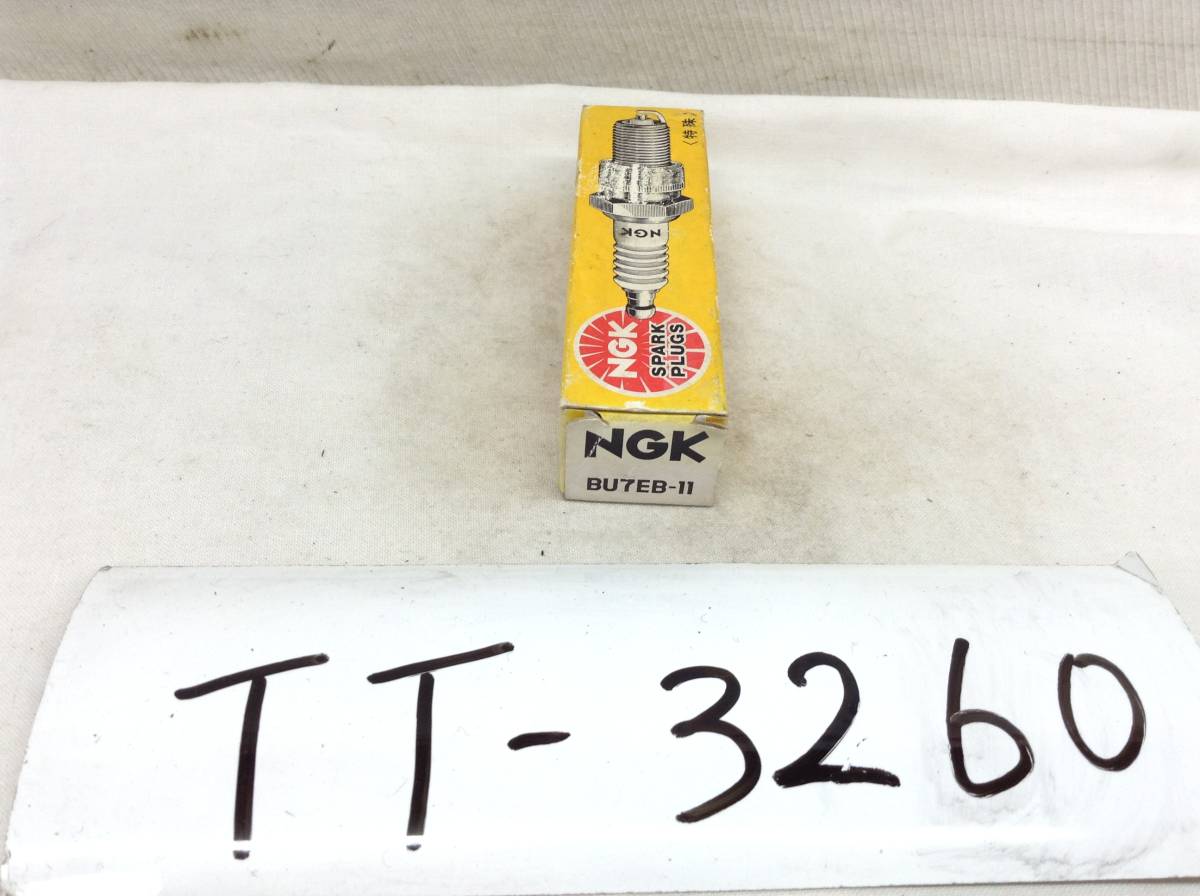 〈特殊〉
NGK
NGK
SPARK
PLUGS
NGK
BU7EB-11
TT-3260